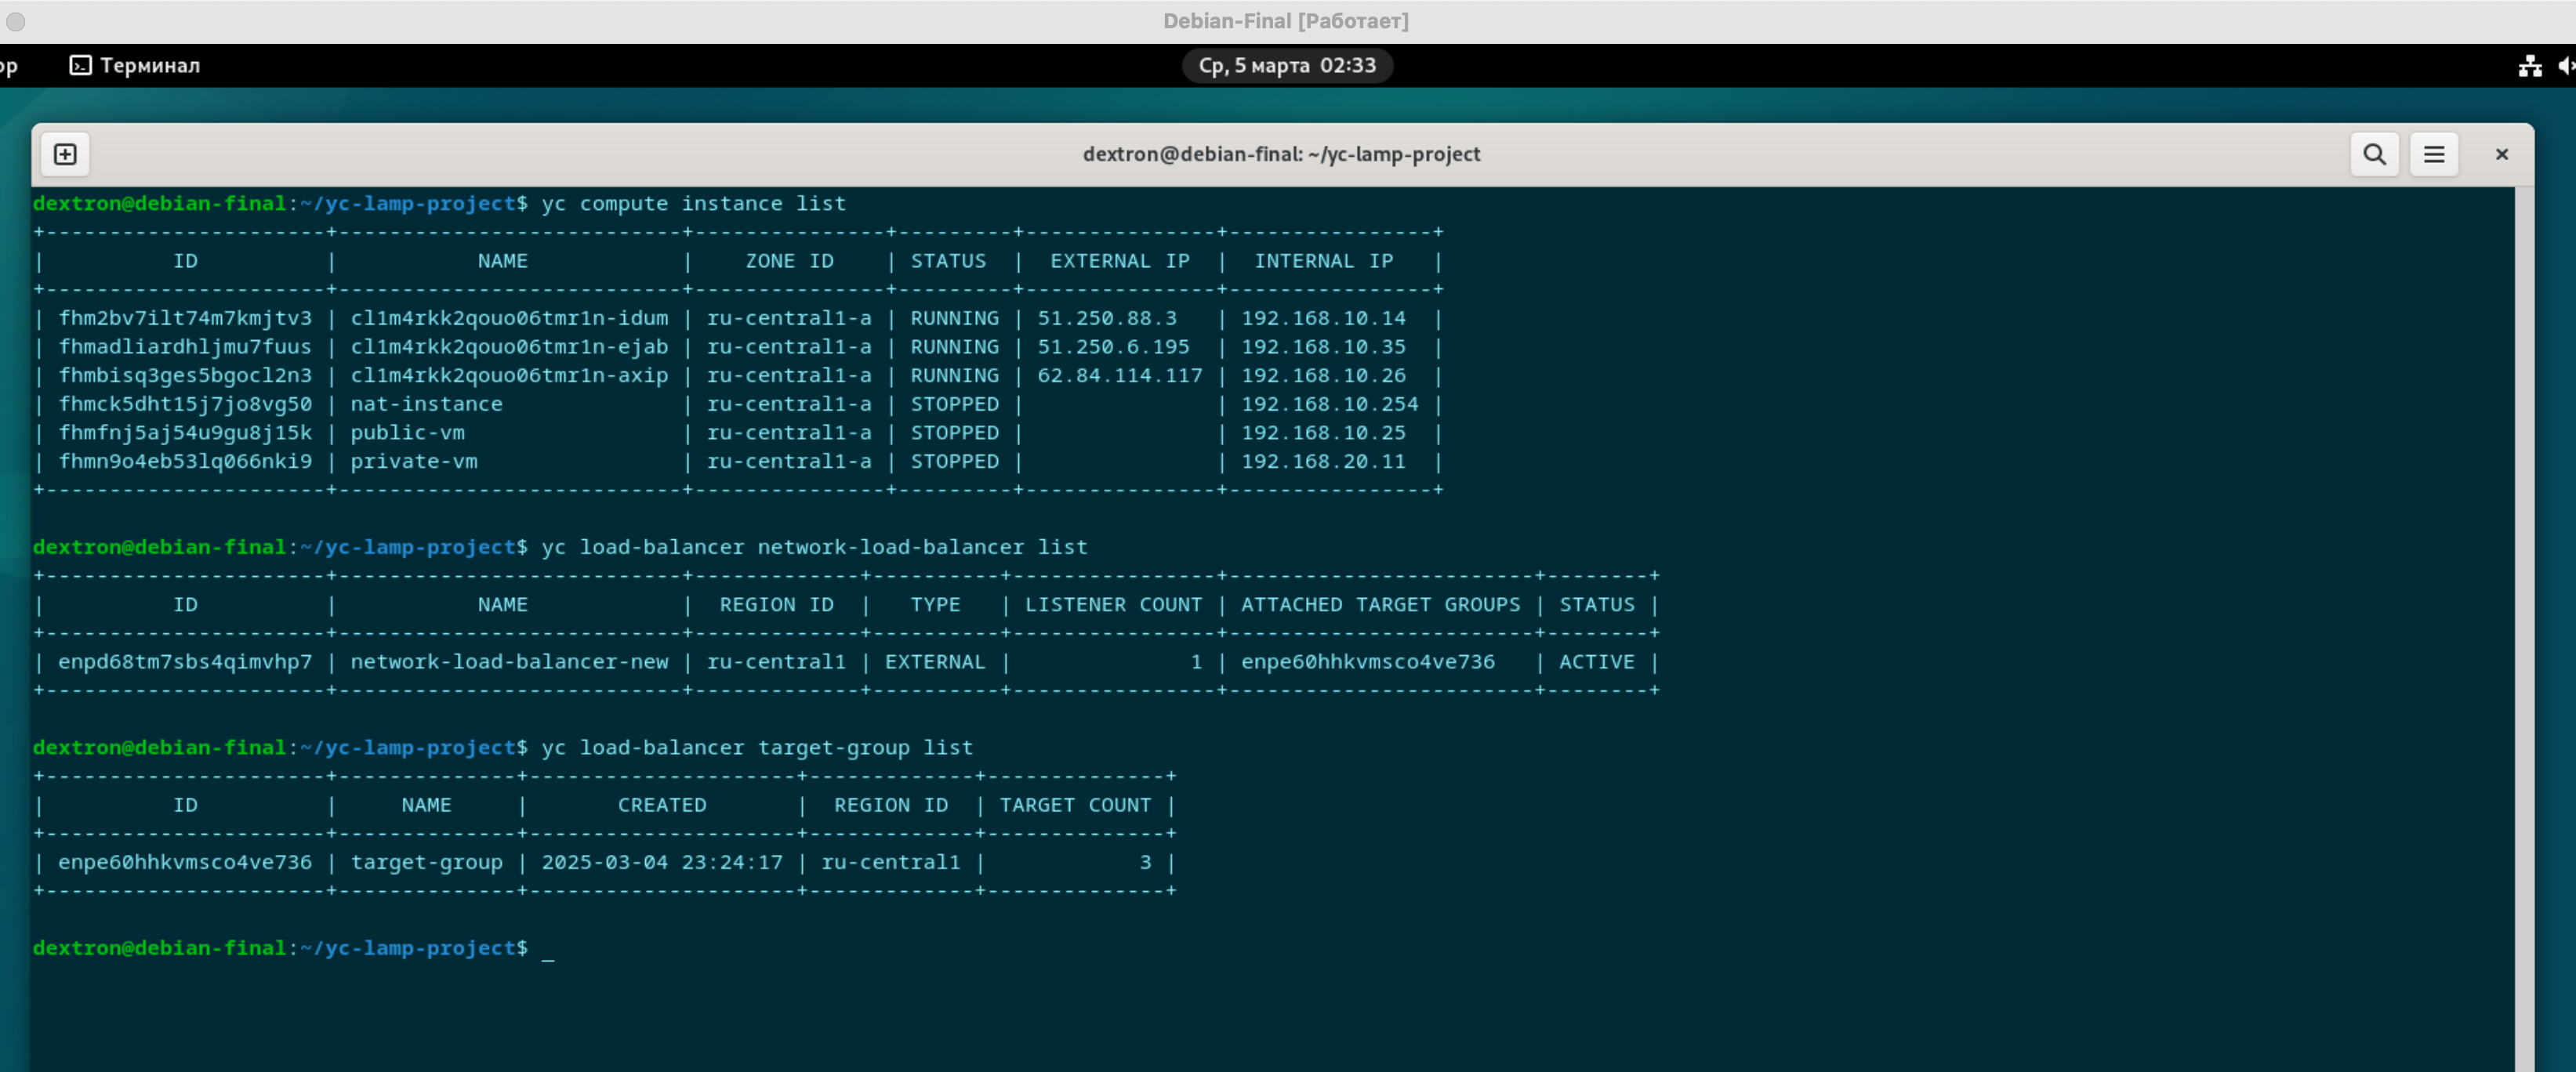 Debian-Final [Работает]
ор Терминал Ср, 5 марта 02:33
dextron@debian-final: ~/yc-lamp-project
dextron@debian-final:~/yc-lamp-project$ yc compute instance list
+----------------------+---------------------------+---------------+---------+---------------+----------------+
| ID | NAME | ZONE ID | STATUS | EXTERNAL IP | INTERNAL IP |
+----------------------+---------------------------+---------------+---------+---------------+----------------+
| fhm2bv7ilt74m7kmjtv3 | cl1m4rkk2qouo06tmr1n-idum | ru-central1-a | RUNNING | 51.250.88.3 | 192.168.10.14 |
| fhmadliardhljmu7fuus | cl1m4rkk2qouo06tmr1n-ejab | ru-central1-a | RUNNING | 51.250.6.195 | 192.168.10.35 |
| fhmbisq3ges5bgocl2n3 | cl1m4rkk2qouo06tmr1n-axip | ru-central1-a | RUNNING | 62.84.114.117 | 192.168.10.26 |
| fhmck5dht15j7jo8vg50 | nat-instance | ru-central1-a | STOPPED | | 192.168.10.254 |
| fhmfnj5aj54u9gu8j15k | public-vm | ru-central1-a | STOPPED | | 192.168.10.25 |
| fhmn9o4eb53lq066nki9 | private-vm | ru-central1-a | STOPPED | | 192.168.20.11 |
+----------------------+---------------------------+---------------+---------+---------------+----------------+
dextron@debian-final:~/yc-lamp-project$ yc load-balancer network-load-balancer list
+----------------------+---------------------------+-------------+----------+----------------+------------------------+--------+
| ID | NAME | REGION ID | TYPE | LISTENER COUNT | ATTACHED TARGET GROUPS | STATUS |
+----------------------+---------------------------+-------------+----------+----------------+------------------------+--------+
| enpd68tm7sbs4qimvhp7 | network-load-balancer-new | ru-central1 | EXTERNAL | 1 | enpe60hhkvmsco4ve736 | ACTIVE |
+----------------------+---------------------------+-------------+----------+----------------+------------------------+--------+
dextron@debian-final:~/yc-lamp-project$ yc load-balancer target-group list
+----------------------+--------------+---------------------+-------------+--------------+
| ID | NAME | CREATED | REGION ID | TARGET COUNT |
+----------------------+--------------+---------------------+-------------+--------------+
| enpe60hhkvmsco4ve736 | target-group | 2025-03-04 23:24:17 | ru-central1 | 3 |
+----------------------+--------------+---------------------+-------------+--------------+
dextron@debian-final:~/yc-lamp-project$ _